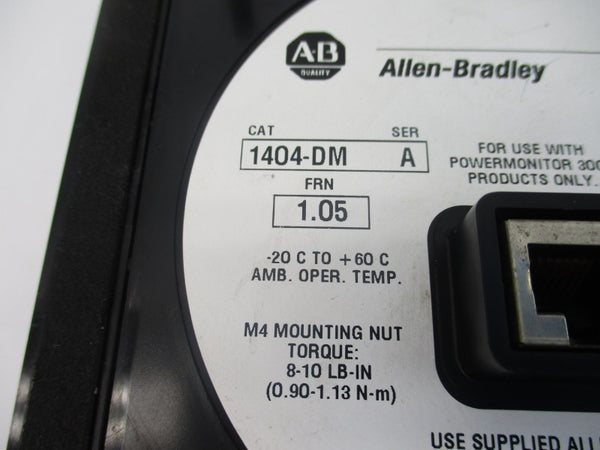 A-B
QUALITY
Allen-Bradley
CAT SER
1404-DM A
FRN
1.05
-20 C TO +60 C
AMB. OPER. TEMP.
M4 MOUNTING NUT
TORQUE:
8-10 LB-IN
(0.90-1.13 N-m)
FOR USE WITH
POWERMONITOR
PRODUCTS ONLY.
USE SUPPLIED